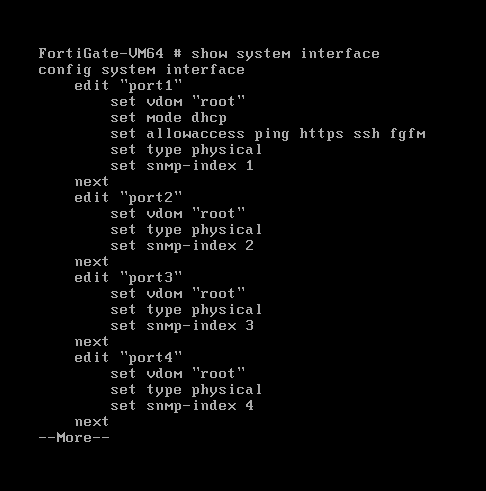 FortiGate-VM64 # show system interface
config system interface
    edit "port1"
        set vdom "root"
        set mode dhcp
        set allowaccess ping https ssh fgfm
        set type physical
        set snmp-index 1
    next
    edit "port2"
        set vdom "root"
        set type physical
        set snmp-index 2
    next
    edit "port3"
        set vdom "root"
        set type physical
        set snmp-index 3
    next
    edit "port4"
        set vdom "root"
        set type physical
        set snmp-index 4
    next
--More--